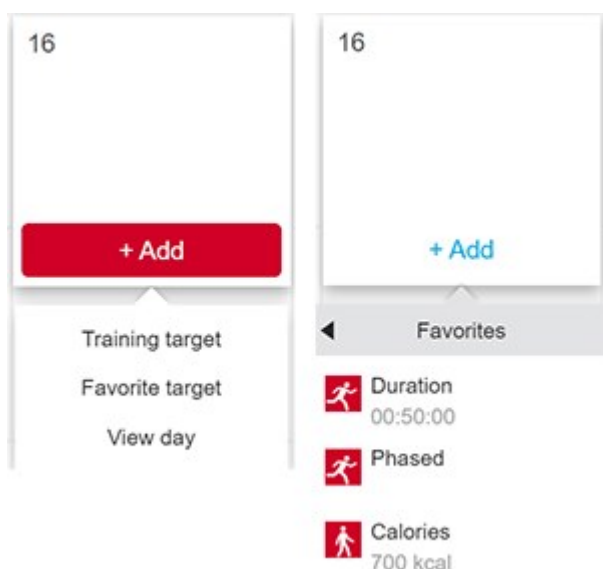 16
+ Add
Training target
Favorite target
View day
16
+ Add
Favorites
Duration
00:50:00
Phased
Calories
700 kcal